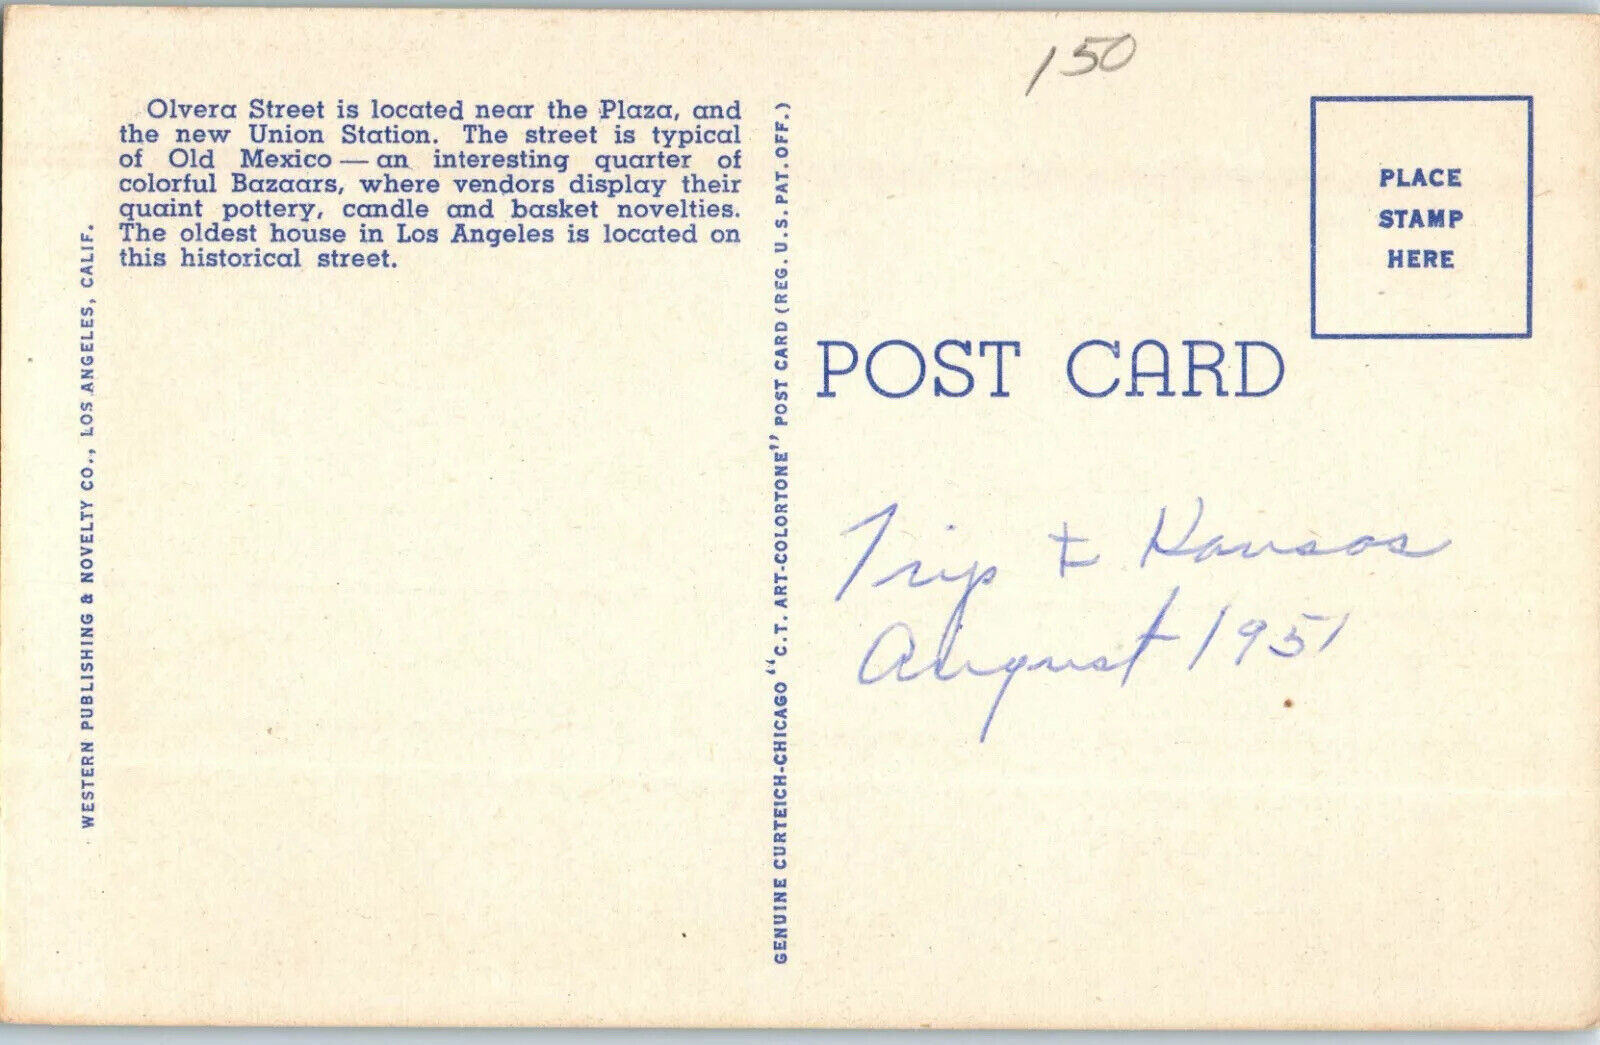 150
Olvera Street is located near the Plaza, and
the new Union Station. The street is typical
of Old Mexico — an interesting quarter of
colorful Bazaars, where vendors display their
quaint pottery, candle and basket novelties.
The oldest house in Los Angeles is located on
this historical street.
WESTERN PUBLISHING & NOVELTY CO., LOS ANGELES, CALIF.
GENUINE CURTEICH-CHICAGO "C.T. ART-COLORTONE" POST CARD (REG. U.S. PAT. OFF.)
PLACE
STAMP
HERE
POST CARD
Trip to Kansas
August 1951